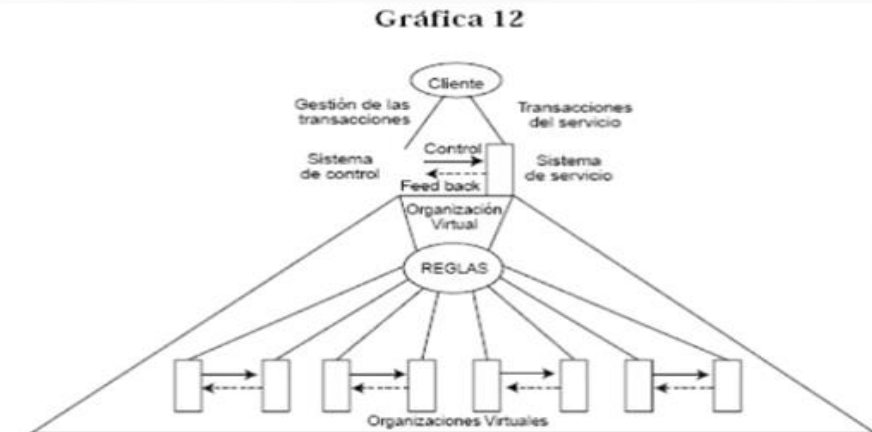 Gráfica 12
Cliente
Gestión de las
transacciones
Transacciones
del servicio
Sistema
de control
Control
Feed back
Sistema
de servicio
Organización
Virtual
REGLAS
Organizaciones Virtuales